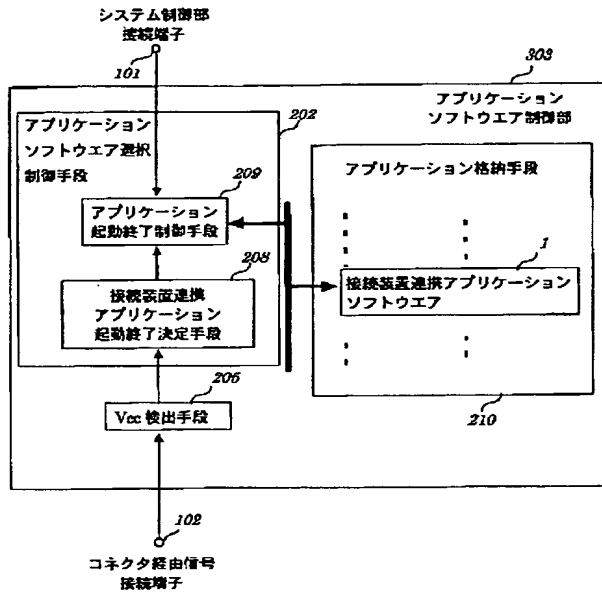 システム制御部
接続端子
101
303
アプリケーション
ソフトウエア制御部
202
アプリケーション
ソフトウエア選択
制御手段
209
アプリケーション
起動終了制御手段
208
接続装置連携
アプリケーション
起動終了決定手段
206
Vcc 検出手段
アプリケーション格納手段
1
接続装置連携アプリケーション
ソフトウエア
210
102
コネクタ経由信号
接続端子